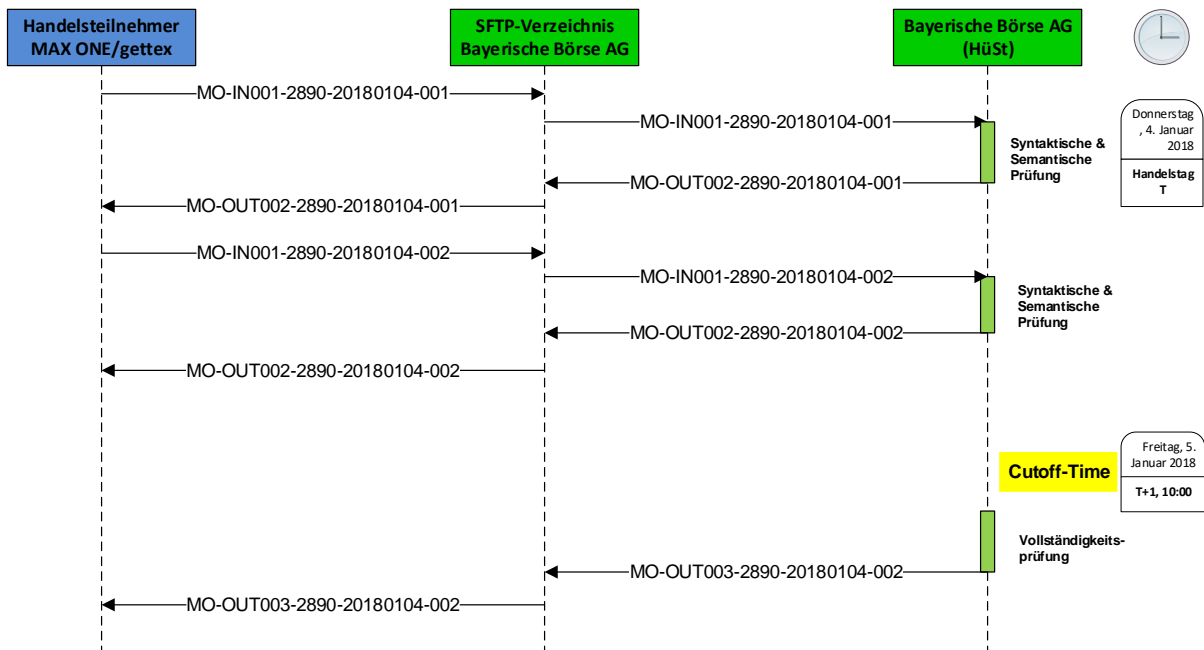 Handelsteilnehmer
MAX ONE/gettex
SFTP-Verzeichnis
Bayerische Börse AG
Bayerische Börse AG
(HüSt)
MO-IN001-2890-20180104-001
MO-IN001-2890-20180104-001
Syntaktische &
Semantische
Prüfung
Donnerstag
, 4. Januar
2018
Handelstag
T
MO-OUT002-2890-20180104-001
MO-OUT002-2890-20180104-001
MO-IN001-2890-20180104-002
MO-IN001-2890-20180104-002
Syntaktische &
Semantische
Prüfung
MO-OUT002-2890-20180104-002
MO-OUT002-2890-20180104-002
Cutoff-Time
Freitag, 5.
Januar 2018
T+1, 10:00
Vollständigkeits-
prüfung
MO-OUT003-2890-20180104-002
MO-OUT003-2890-20180104-002